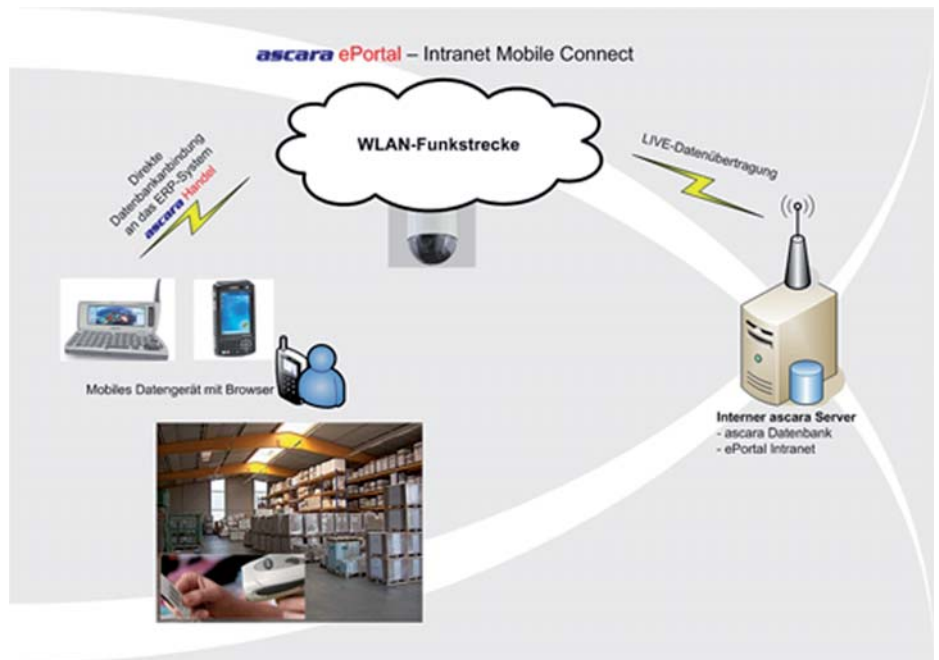 ascara ePortal – Intranet Mobile Connect
WLAN-Funkstrecke
Direkte
Datenbankanbindung
an das ERP-System
ascara Handel
LIVE-Datenübertragung
Mobiles Datengerät mit Browser
Interner ascara Server
- ascara Datenbank
- ePortal Intranet